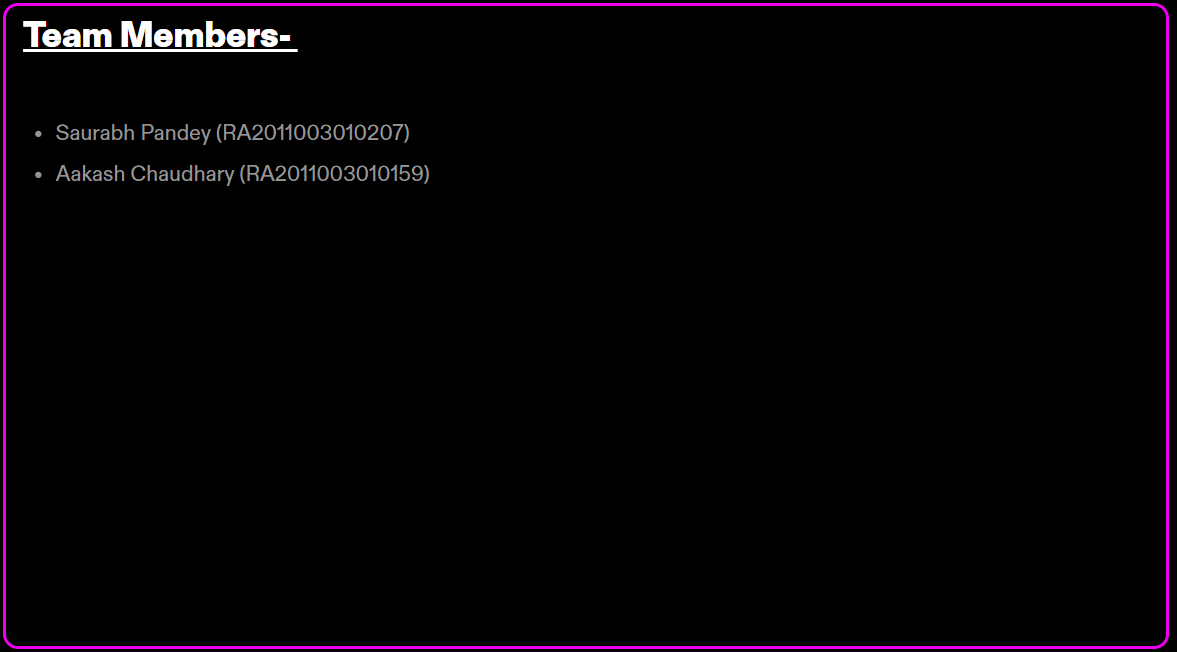 Team Members-
• Saurabh Pandey (RA2011003010207)
• Aakash Chaudhary (RA2011003010159)